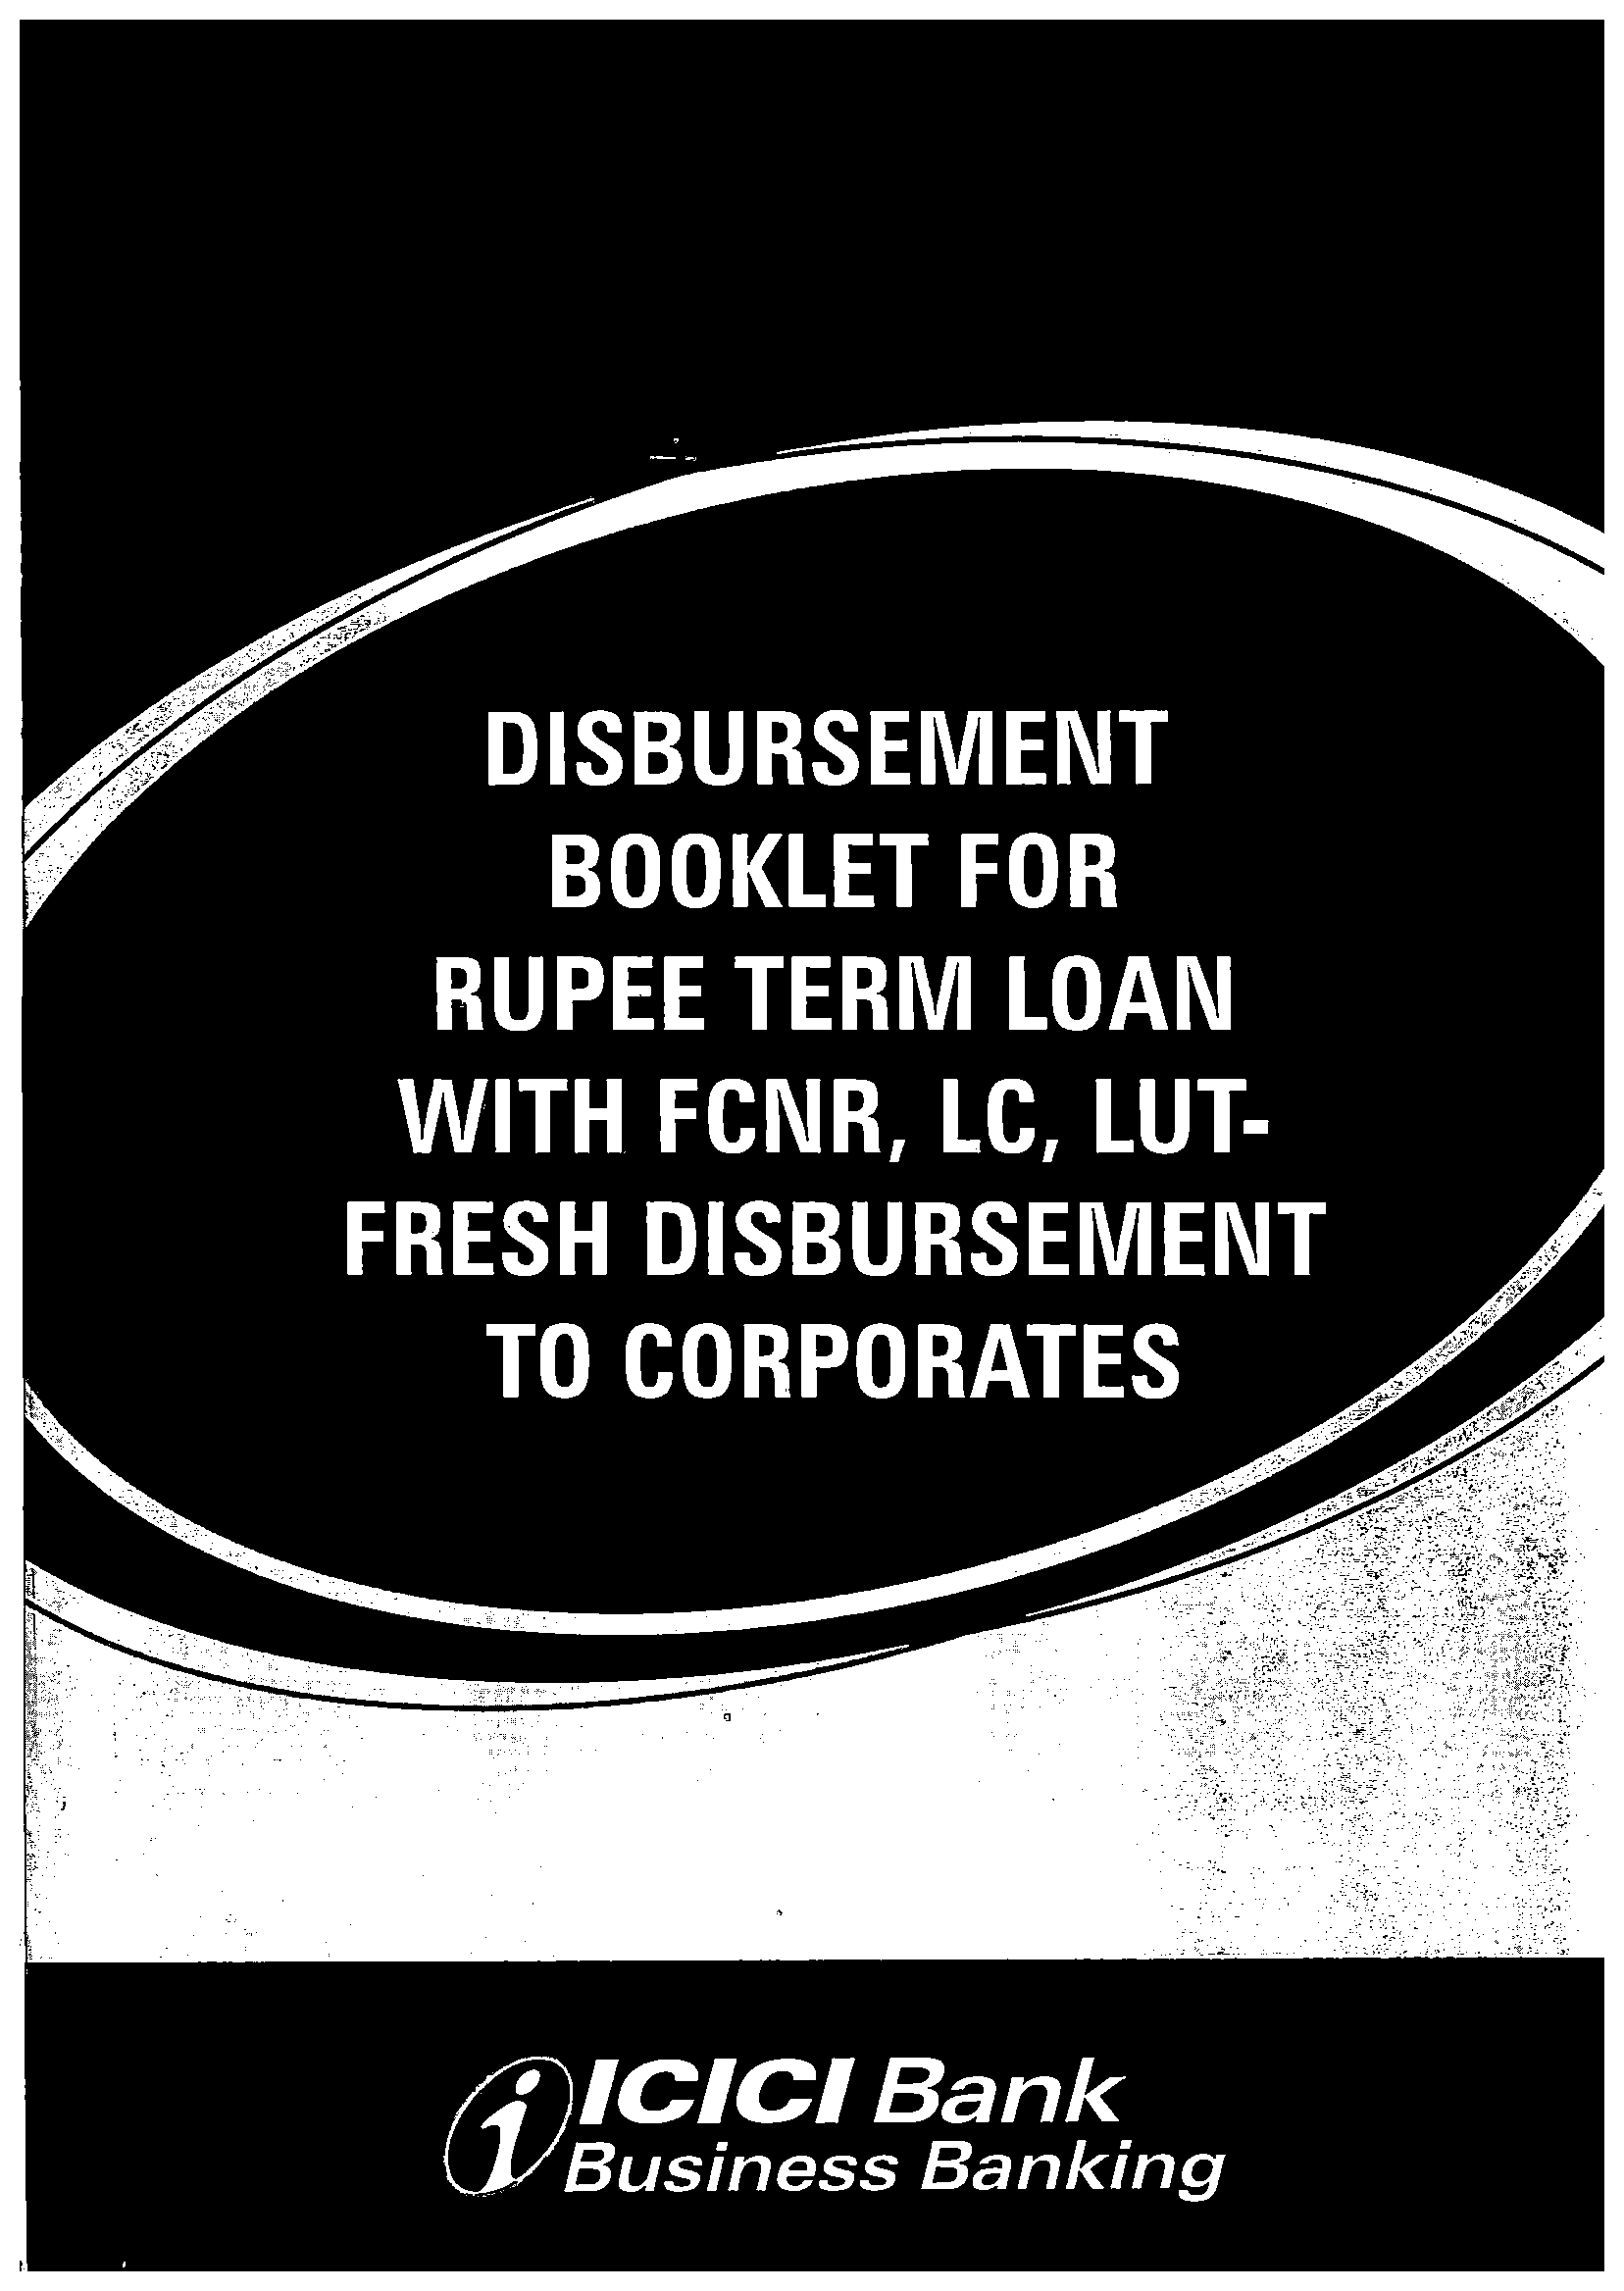 DISBURSEMENT
BOOKLET FOR
RUPEE TERM LOAN
WITH FCNR, LC, LUT-
FRESH DISBURSEMENT
TO CORPORATES
ICICI Bank
Business Banking